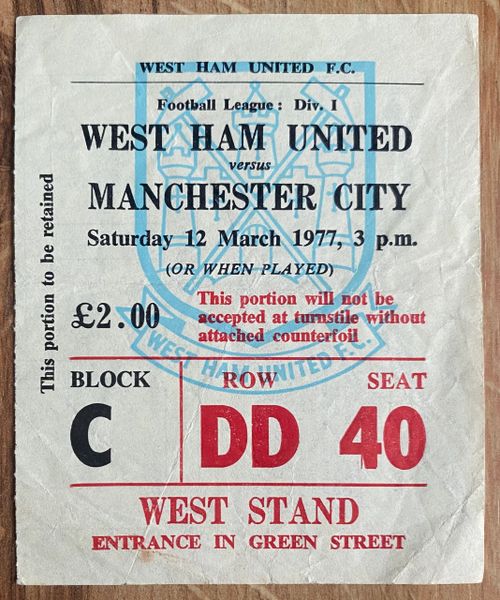 WEST HAM UNITED F.C.
Football League: Div. I
WEST HAM UNITED
versus
MANCHESTER CITY
Saturday 12 March 1977, 3 p.m.
(OR WHEN PLAYED)
£2.00
This portion will not be
accepted at turnstile without
attached counterfoil
This portion to be retained
WEST HAM UNITED F.C.
BLOCK ROW SEAT
C DD 40
WEST STAND
ENTRANCE IN GREEN STREET